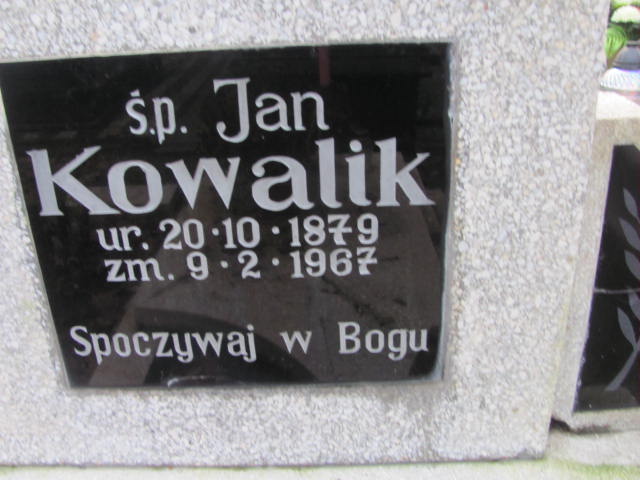 ś.p. Jan
Kowalik
ur. 20·10·1879
zm. 9·2·1967
Spoczywaj w Bogu